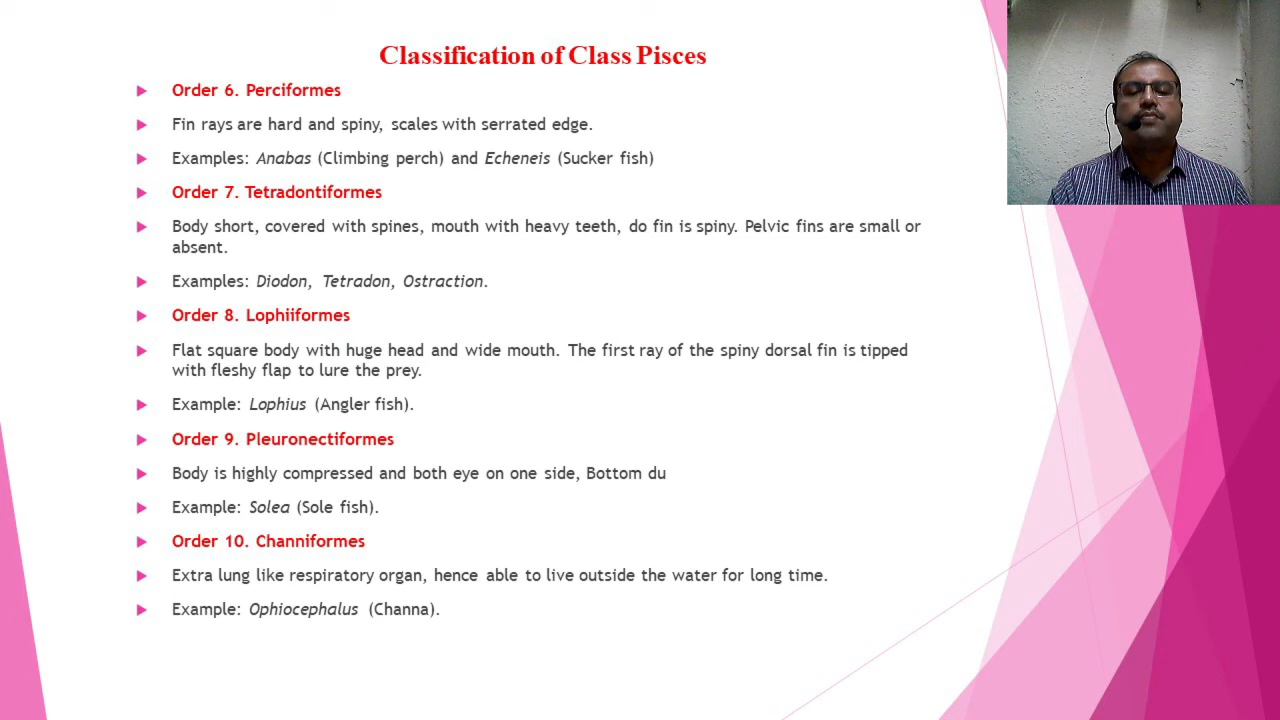 Classification of Class Pisces
Order 6. Perciformes
Fin rays are hard and spiny, scales with serrated edge.
Examples: Anabas (Climbing perch) and Echeneis (Sucker fish)
Order 7. Tetradontiformes
Body short, covered with spines, mouth with heavy teeth, do fin is spiny. Pelvic fins are small or
absent.
Examples: Diodon, Tetradon, Ostraction.
Order 8. Lophiiformes
Flat square body with huge head and wide mouth. The first ray of the spiny dorsal fin is tipped
with fleshy flap to lure the prey.
Example: Lophius (Angler fish).
Order 9. Pleuronectiformes
Body is highly compressed and both eye on one side, Bottom du
Example: Solea (Sole fish).
Order 10. Channiformes
Extra lung like respiratory organ, hence able to live outside the water for long time.
Example: Ophiocephalus (Channa).